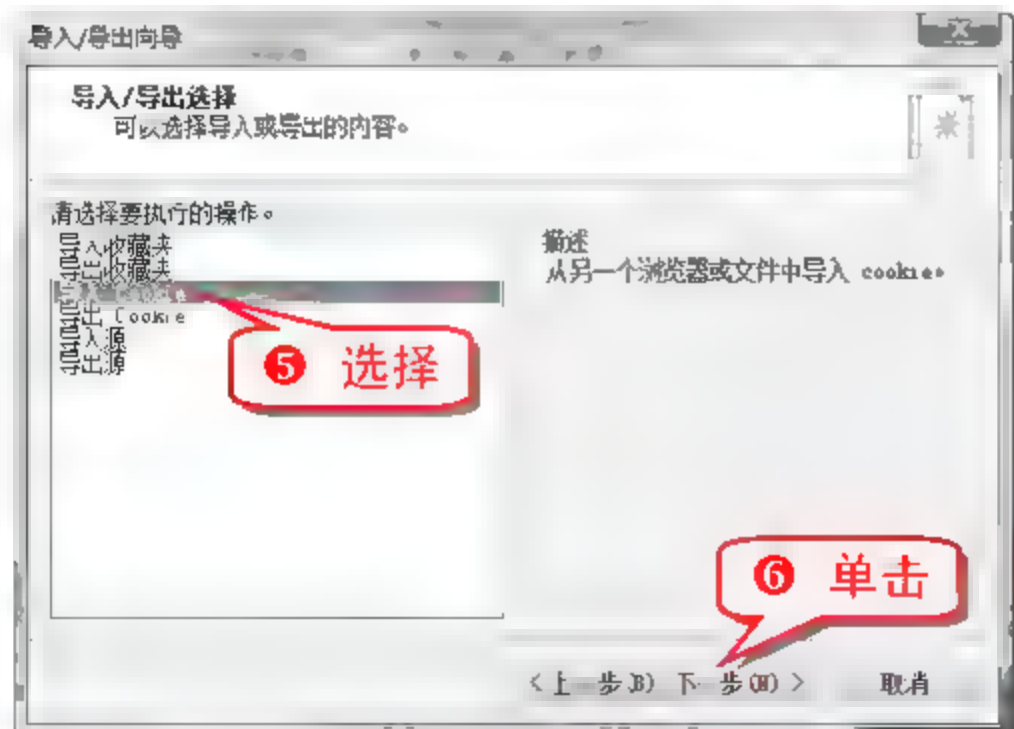 导入/导出向导
导入/导出选择
可以选择导入或导出的内容。
请选择要执行的操作。
导入收藏夹
导出收藏夹
导出 Cookie
导入源
导出源
描述
从另一个浏览器或文件中导入 cookie。
❺ 选择
❻ 单击
<上一步(B) 下一步(N)> 取消